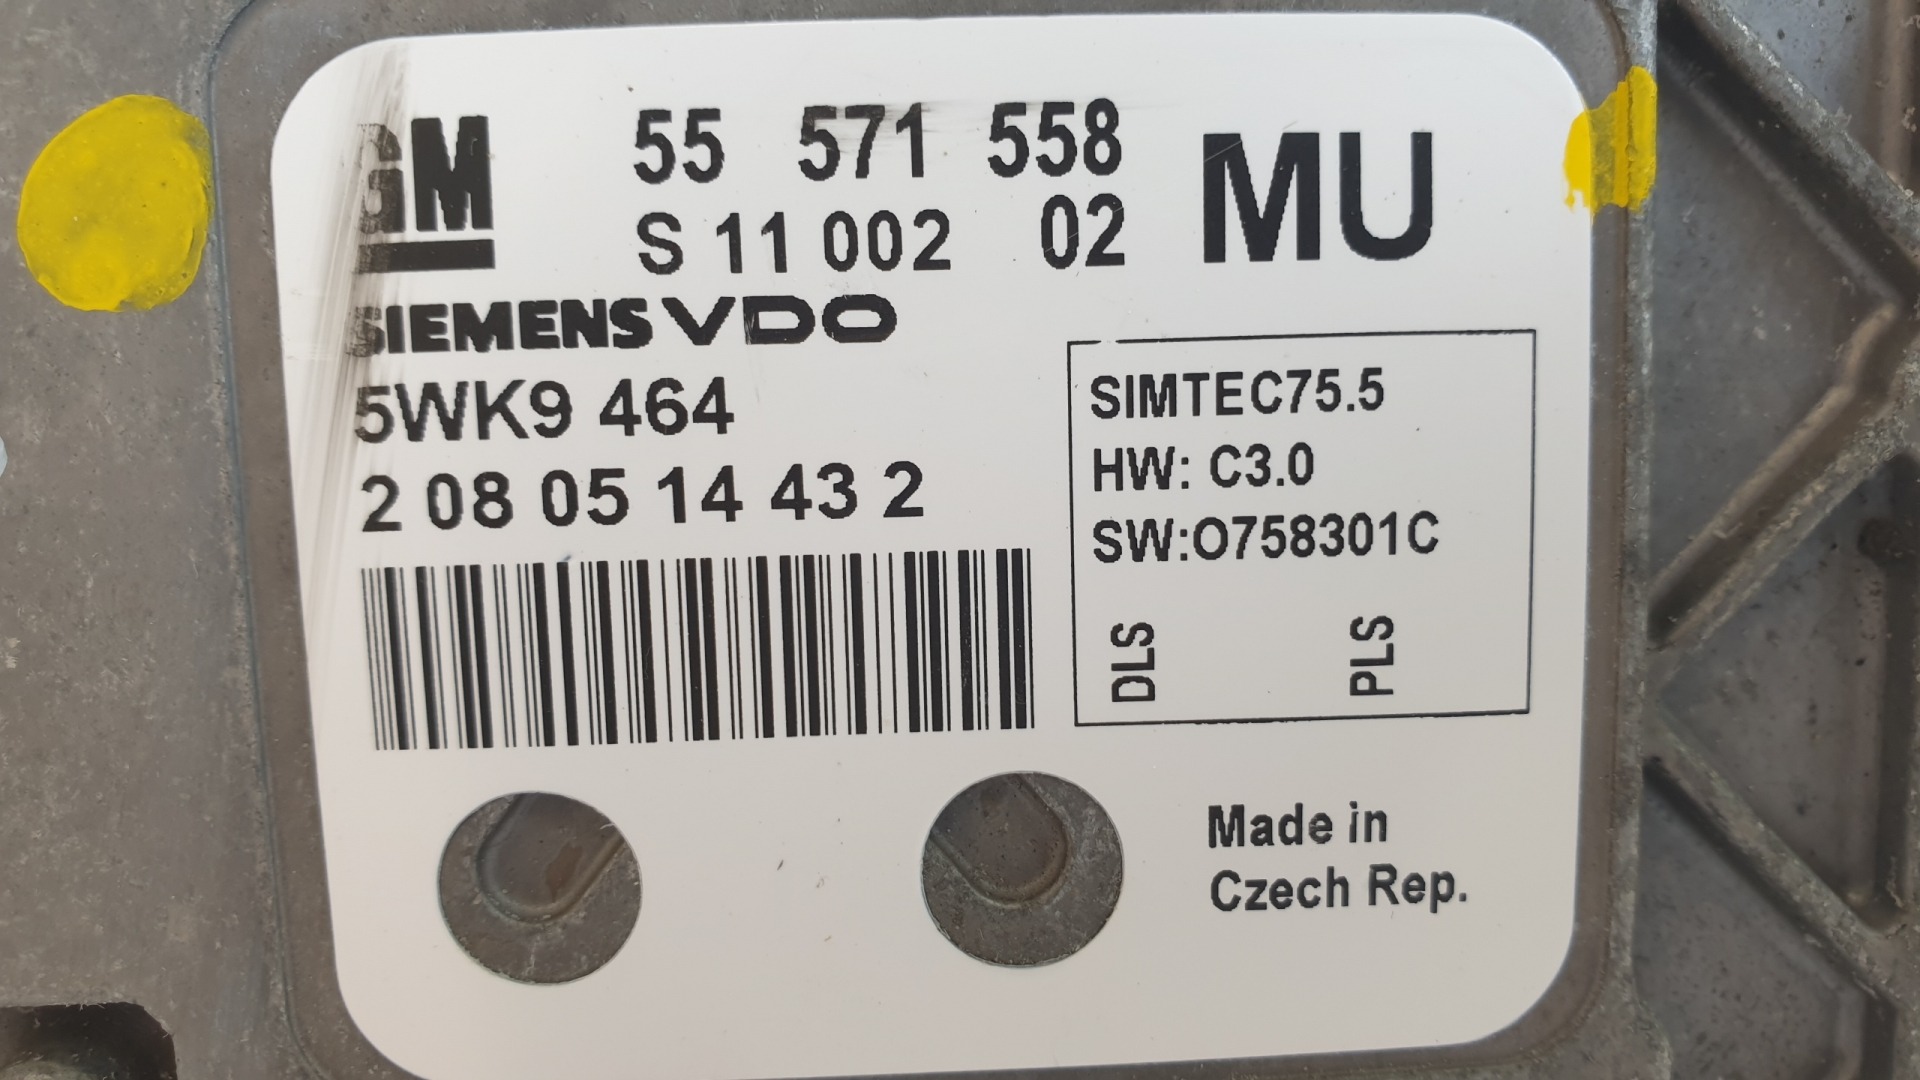 GM 55 571 558 MU
S 11 002 02
SIEMENS VDO
5WK9 464
2 08 05 14 43 2
SIMTEC75.5
HW: C3.0
SW:O758301C
DLS PLS
Made in
Czech Rep.